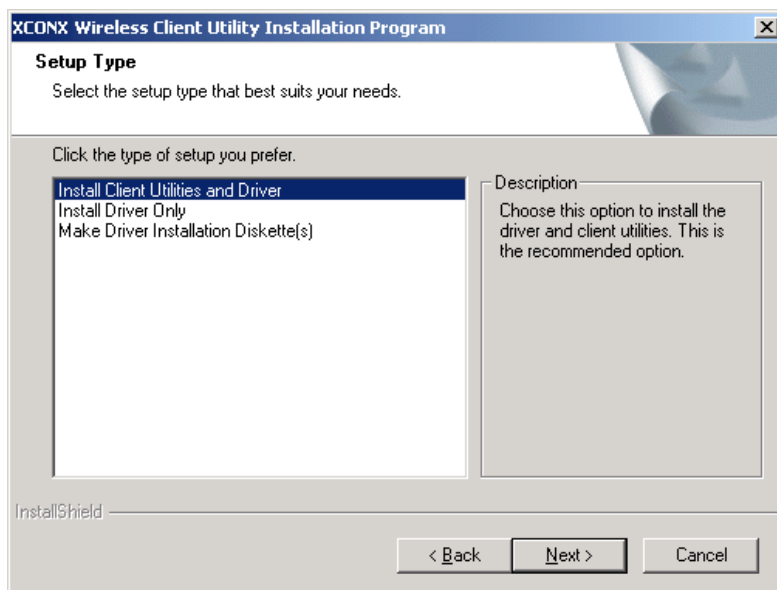 XCONX Wireless Client Utility Installation Program
Setup Type
Select the setup type that best suits your needs.
Click the type of setup you prefer.
Install Client Utilities and Driver
Install Driver Only
Make Driver Installation Diskette(s)
Description
Choose this option to install the
driver and client utilities. This is
the recommended option.
InstallShield
< Back
Next >
Cancel